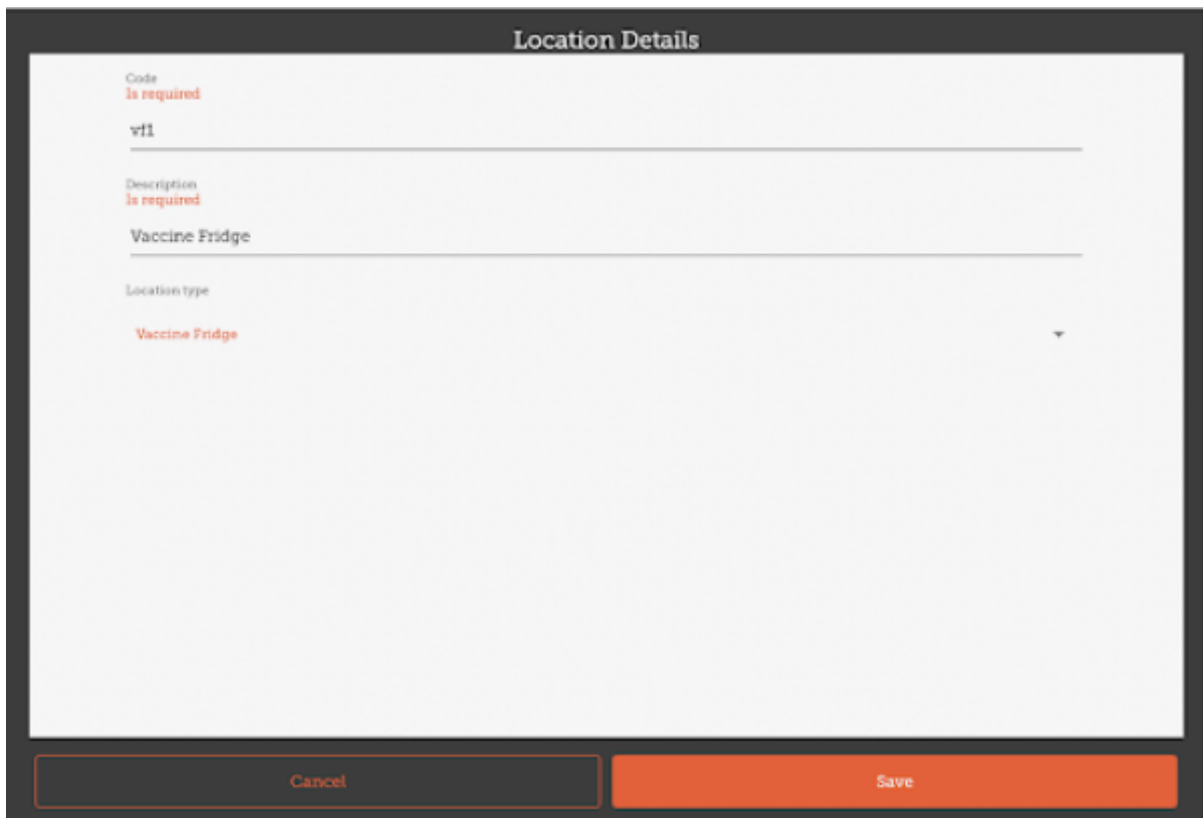 Location Details
Code
Is required
vf1
Description
Is required
Vaccine Fridge
Location type
Vaccine Fridge
Cancel
Save